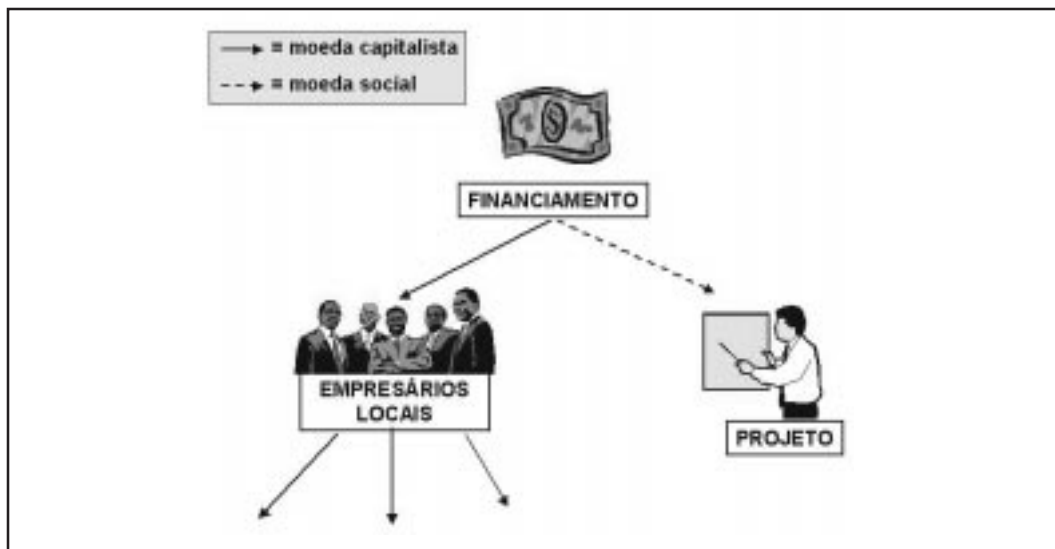 = moeda capitalista
= moeda social
FINANCIAMENTO
EMPRESÁRIOS
LOCAIS
PROJETO